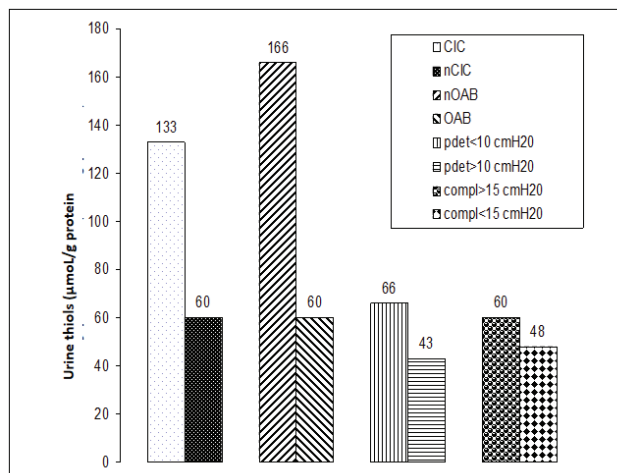 180
160
140
120
100
80
60
40
20
0
Urine thiols (µmoL/g protein
133
60
166
60
66
43
60
48
CIC
nCIC
nOAB
OAB
pdet<10 cmH20
pdet>10 cmH20
compl>15 cmH20
compl<15 cmH20